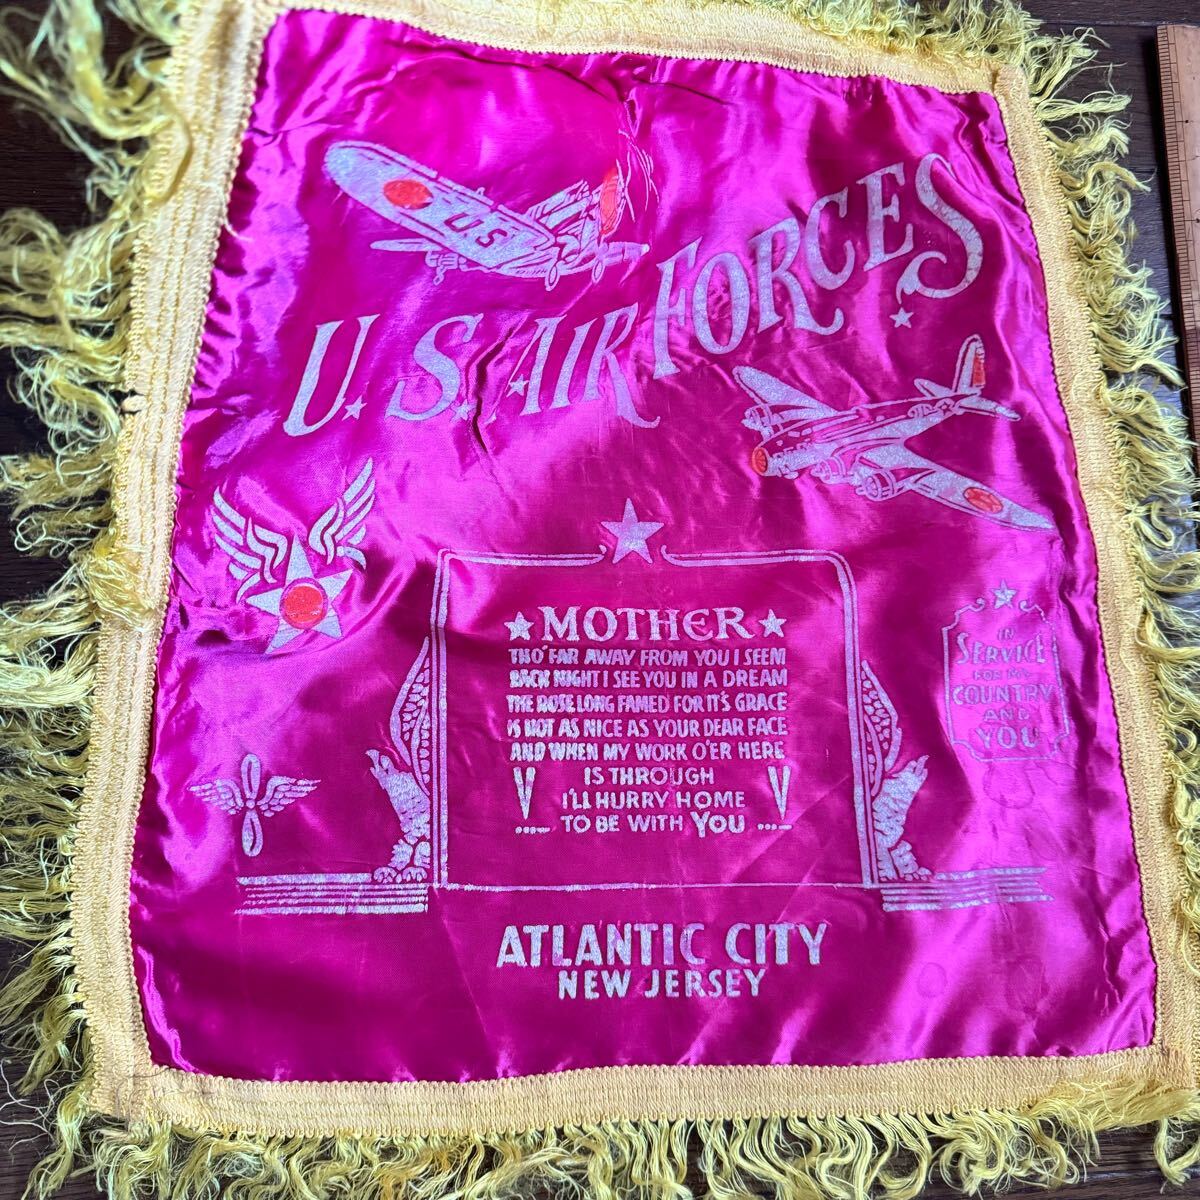 US
U.S. AIR FORCES
MOTHER
THO' FAR AWAY FROM YOU I SEEM
EACH NIGHT I SEE YOU IN A DREAM
THE ROSE LONG FAMED FOR IT'S GRACE
IS NOT AS NICE AS YOUR DEAR FACE
AND WHEN MY WORK O'ER HERE
IS THROUGH
I'LL HURRY HOME
TO BE WITH YOU
V
V
IN
SERVICE
FOR MY
COUNTRY
AND
YOU
ATLANTIC CITY
NEW JERSEY